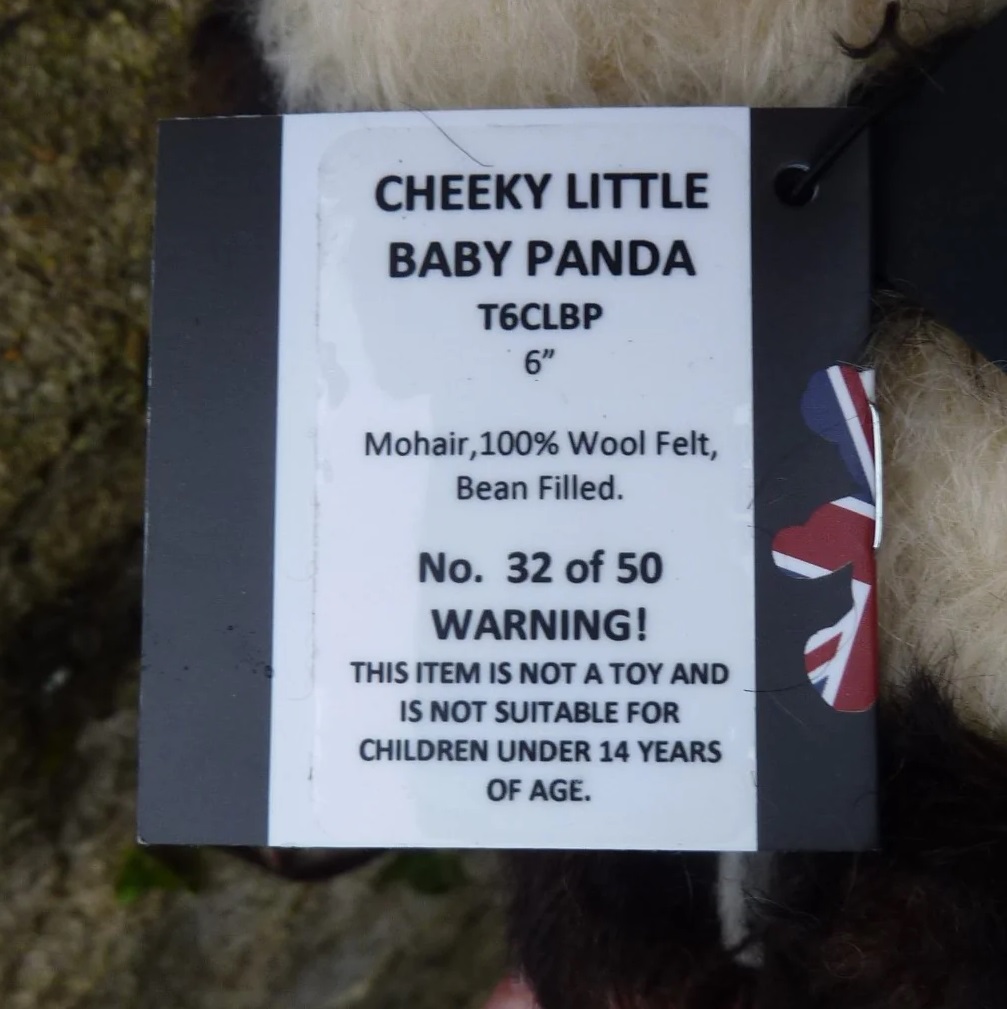 CHEEKY LITTLE
BABY PANDA
T6CLBP
6”
Mohair,100% Wool Felt,
Bean Filled.
No. 32 of 50
WARNING!
THIS ITEM IS NOT A TOY AND
IS NOT SUITABLE FOR
CHILDREN UNDER 14 YEARS
OF AGE.